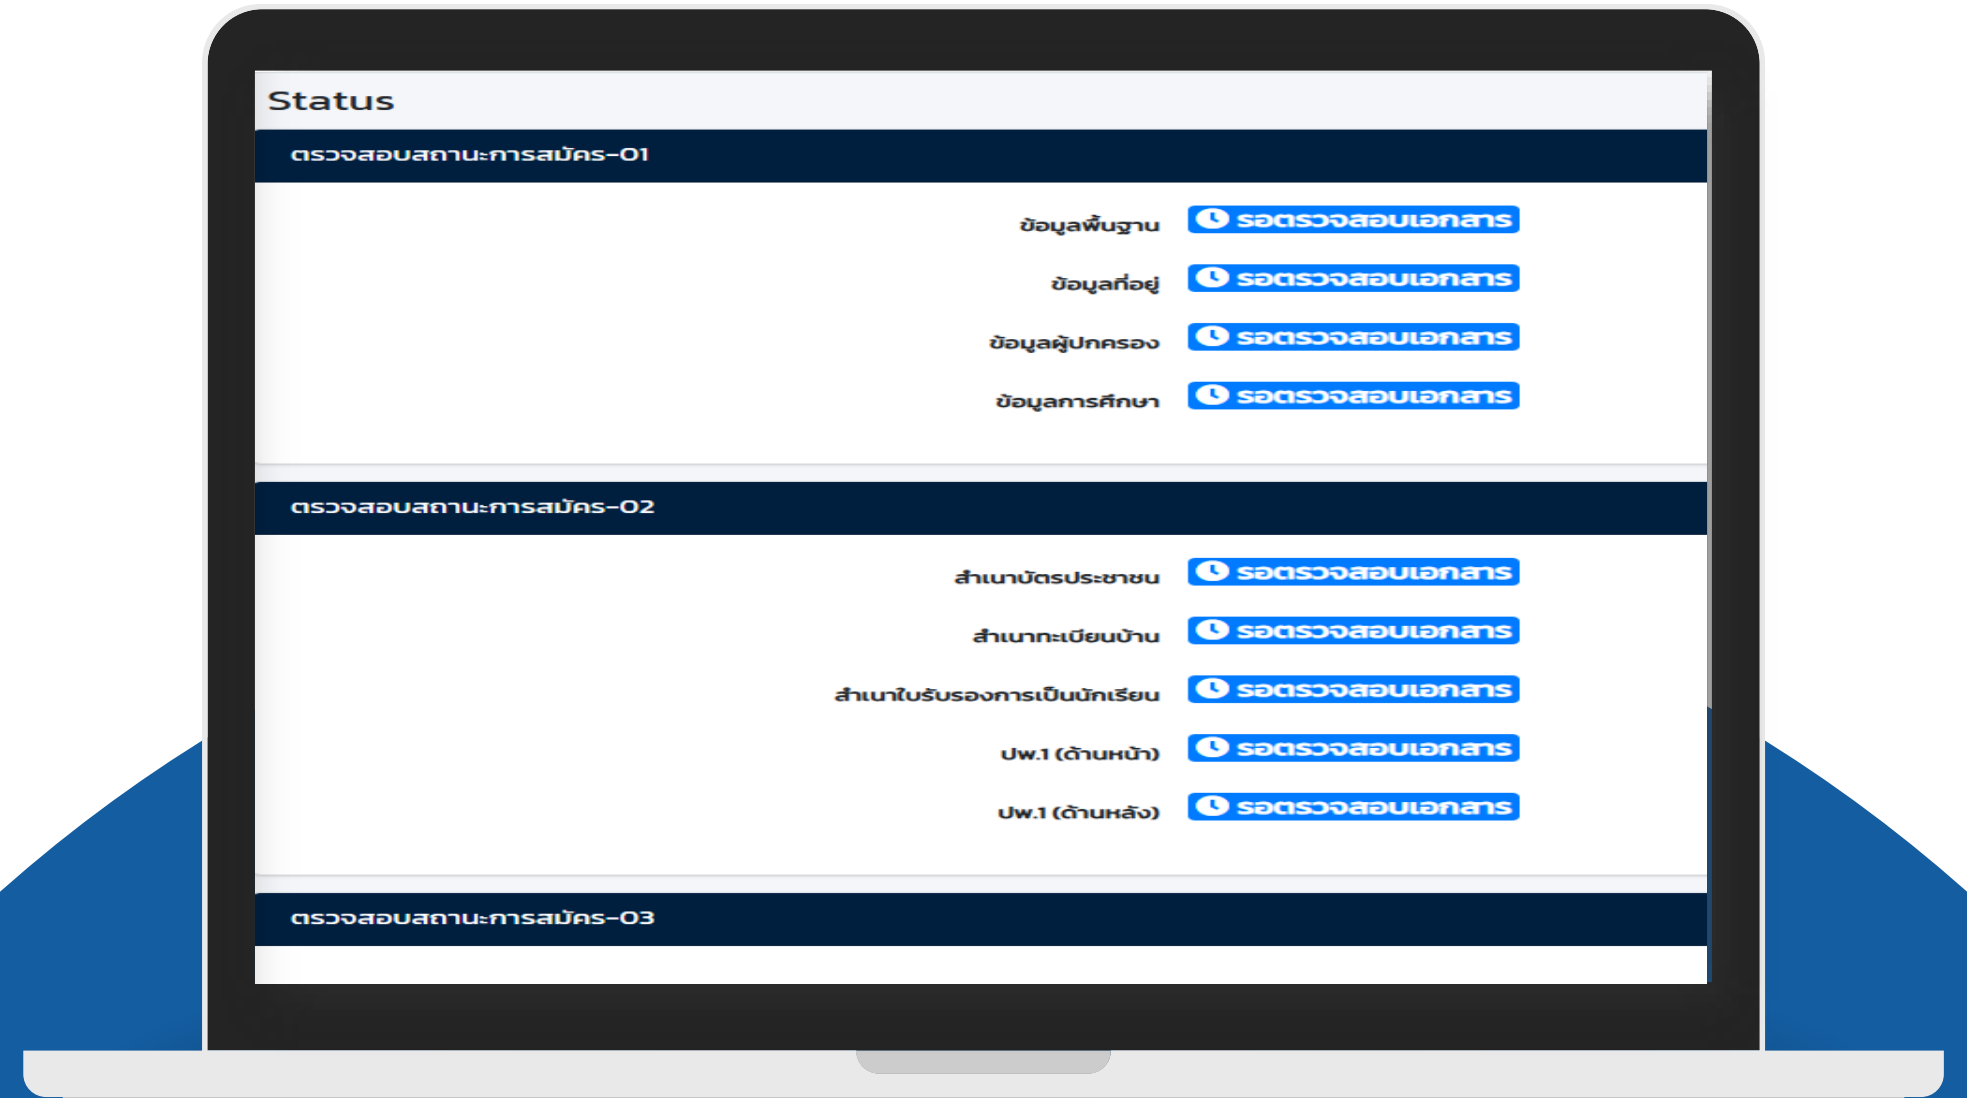 Status
ตรวจสอบสถานะการสมัคร-01
ข้อมูลพื้นฐาน รอตรวจสอบเอกสาร
ข้อมูลที่อยู่ รอตรวจสอบเอกสาร
ข้อมูลผู้ปกครอง รอตรวจสอบเอกสาร
ข้อมูลการศึกษา รอตรวจสอบเอกสาร
ตรวจสอบสถานะการสมัคร-02
สำเนาบัตรประชาชน รอตรวจสอบเอกสาร
สำเนาทะเบียนบ้าน รอตรวจสอบเอกสาร
สำเนาใบรับรองการเป็นนักเรียน รอตรวจสอบเอกสาร
ปพ.1 (ด้านหน้า) รอตรวจสอบเอกสาร
ปพ.1 (ด้านหลัง) รอตรวจสอบเอกสาร
ตรวจสอบสถานะการสมัคร-03